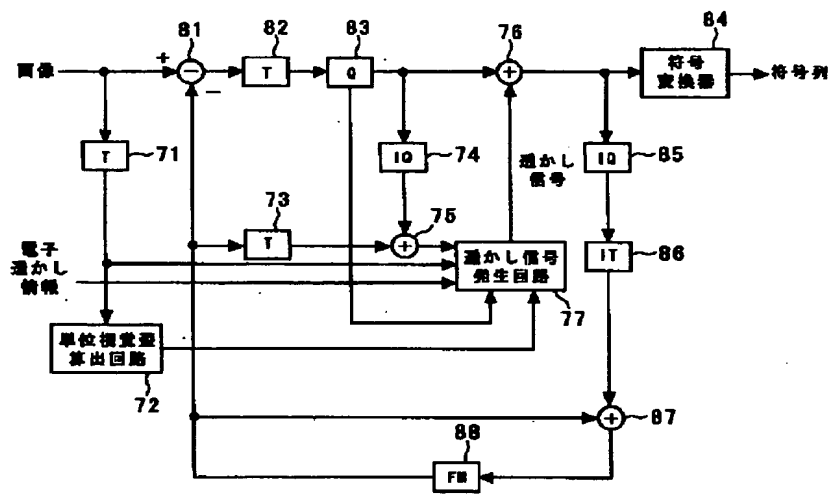 81
82
83
76
84
画像
+
−
−
T
Q
+
符号
変換器
符号列
T
71
IQ
74
透かし
信号
IQ
85
73
75
T
+
電子
透かし
情報
透かし信号
発生回路
77
IT
86
単位視覚量
算出回路
72
+
87
88
FM